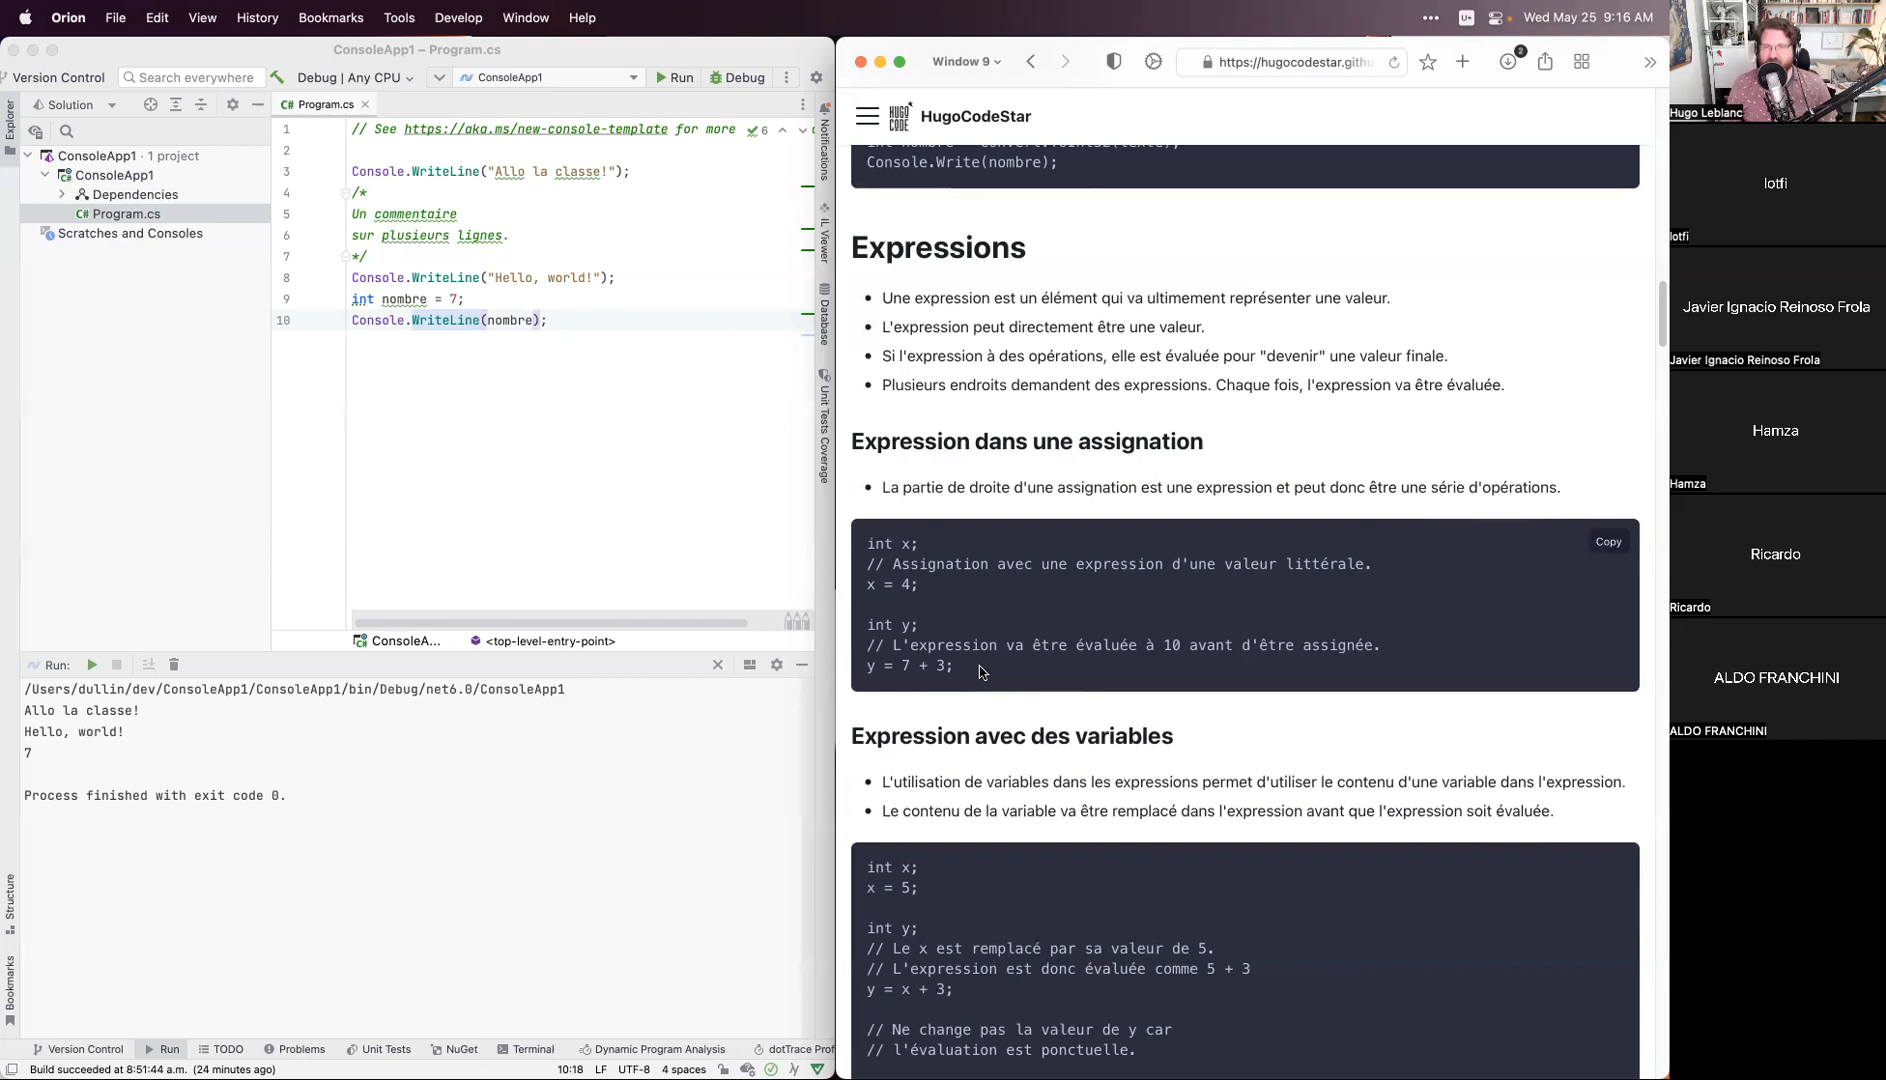 Orion File Edit View History Bookmarks Tools Develop Window Help
Wed May 25 9:16 AM
ConsoleApp1 – Program.cs
Version Control
Search everywhere
Debug | Any CPU
ConsoleApp1
Run
Debug
Explorer
Solution
ConsoleApp1 · 1 project
ConsoleApp1
Dependencies
C# Program.cs
Scratches and Consoles
C# Program.cs
6
1 // See https://aka.ms/new-console-template for more
2
3 Console.WriteLine("Allo la classe!");
4 /*
5 Un commentaire
6 sur plusieurs lignes.
7 */
8 Console.WriteLine("Hello, world!");
9 int nombre = 7;
10 Console.WriteLine(nombre);
Notifications
IL Viewer
Database
Unit Tests Coverage
ConsoleA...
<top-level-entry-point>
Run:
/Users/dullin/dev/ConsoleApp1/ConsoleApp1/bin/Debug/net6.0/ConsoleApp1
Allo la classe!
Hello, world!
7
Process finished with exit code 0.
Structure
Bookmarks
Version Control Run TODO Problems Unit Tests NuGet Terminal Dynamic Program Analysis dotTrace Prof
Build succeeded at 8:51:44 a.m. (24 minutes ago)
10:18 LF UTF-8 4 spaces
Window 9
https://hugocodestar.githu
2
HUGO CODE
HugoCodeStar
Console.Write(nombre);
Expressions
• Une expression est un élément qui va ultimement représenter une valeur.
• L'expression peut directement être une valeur.
• Si l'expression à des opérations, elle est évaluée pour "devenir" une valeur finale.
• Plusieurs endroits demandent des expressions. Chaque fois, l'expression va être évaluée.
Expression dans une assignation
• La partie de droite d'une assignation est une expression et peut donc être une série d'opérations.
Copy
int x;
// Assignation avec une expression d'une valeur littérale.
x = 4;
int y;
// L'expression va être évaluée à 10 avant d'être assignée.
y = 7 + 3;
Expression avec des variables
• L'utilisation de variables dans les expressions permet d'utiliser le contenu d'une variable dans l'expression.
• Le contenu de la variable va être remplacé dans l'expression avant que l'expression soit évaluée.
int x;
x = 5;
int y;
// Le x est remplacé par sa valeur de 5.
// L'expression est donc évaluée comme 5 + 3
y = x + 3;
// Ne change pas la valeur de y car
// l'évaluation est ponctuelle.
Hugo Leblanc
lotfi
lotfi
Javier Ignacio Reinoso Frola
Javier Ignacio Reinoso Frola
Hamza
Hamza
Ricardo
Ricardo
ALDO FRANCHINI
ALDO FRANCHINI